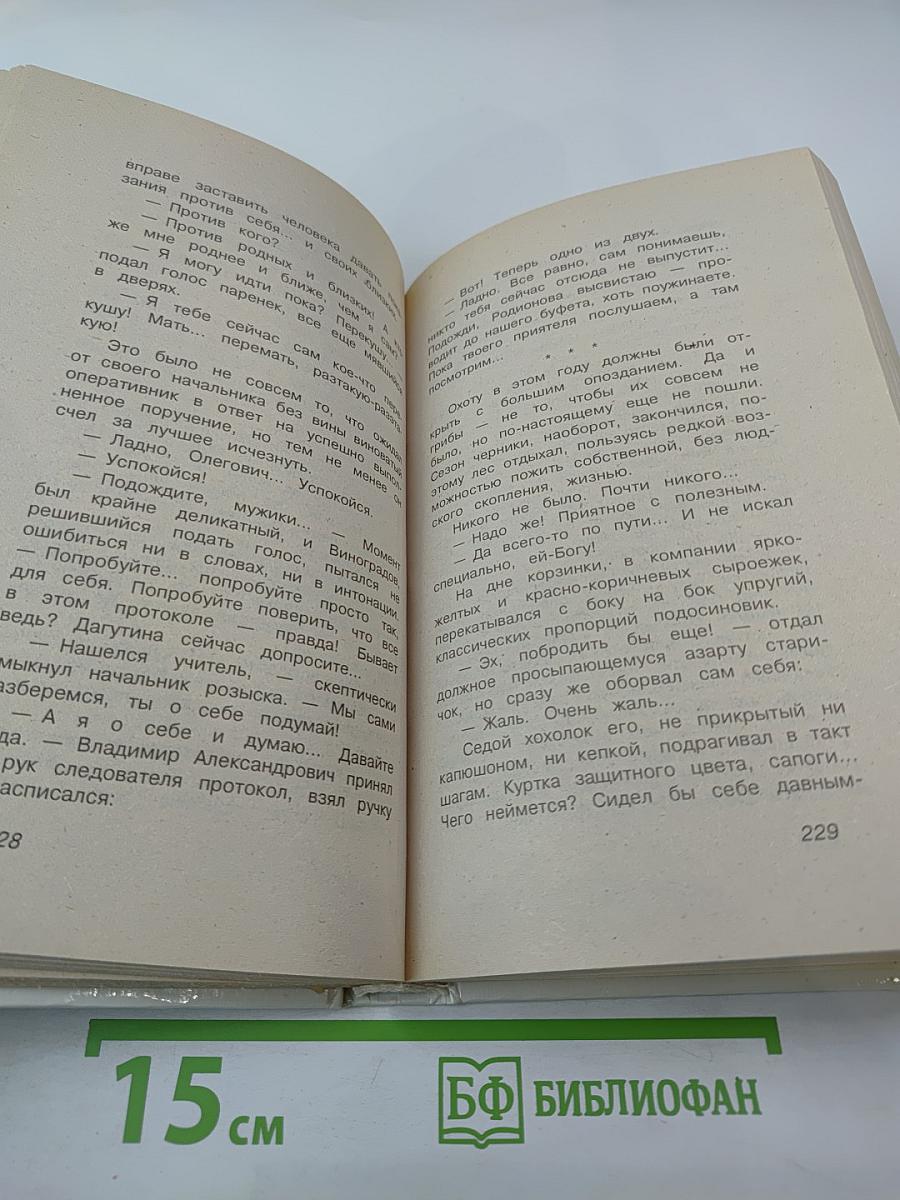 вправе заставить человека давать
зания против себя... и своих близких.
— Против кого?
— Против родных и близких! А кто
же мне роднее и ближе, чем я сам?
— Я могу идти пока? Перекушу... —
подал голос паренек, все еще мявшийся
в дверях.
— Я тебе сейчас сам кое-что пере-
кушу! Мать... перемать, разтакую-разэта-
кую!
Это было не совсем то, что ожидал
от своего начальника без вины виноватый
оперативник в ответ на успешно выпол-
ненное поручение, но тем не менее он
счел за лучшее исчезнуть.
— Ладно, Олегович... Успокойся.
— Успокойся!
— Подождите, мужики... — Момент
был крайне деликатный, и Виноградов,
решившийся подать голос, пытался не
ошибиться ни в словах, ни в интонации.
— Попробуйте... попробуйте просто так,
для себя. Попробуйте поверить, что все
в этом протоколе — правда! Бывает
ведь? Дагутина сейчас допросите...
— Нашелся учитель, — скептически
мыкнул начальник розыска. — Мы сами
азберемся, ты о себе подумай!
— А я о себе и думаю... Давайте
да. — Владимир Александрович принял
рук следователя протокол, взял ручку
асписался:
28
— Вот! Теперь одно из двух.
— Ладно. Все равно, сам понимаешь,
никто тебя сейчас отсюда не выпустит...
Подожди, Родионова высвистаю — про-
водит до нашего буфета, хоть поужинаете.
Пока твоего приятеля послушаем, а там
посмотрим...
* * *
Охоту в этом году должны были от-
крыть с большим опозданием. Да и
грибы — не то, чтобы их совсем не
было, но по-настоящему еще не пошли.
Сезон черники, наоборот, закончился, по-
этому лес отдыхал, пользуясь редкой воз-
можностью пожить собственной, без люд-
ского скопления, жизнью.
Никого не было. Почти никого...
— Надо же! Приятное с полезным.
— Да всего-то по пути... И не искал
специально, ей-Богу!
На дне корзинки, в компании ярко-
желтых и красно-коричневых сыроежек,
перекатывался с боку на бок упругий,
классических пропорций подосиновик.
— Эх, побродить бы еще! — отдал
должное просыпающемуся азарту стари-
чок, но сразу же оборвал сам себя:
— Жаль. Очень жаль...
Седой хохолок его, не прикрытый ни
капюшоном, ни кепкой, подрагивал в такт
шагам. Куртка защитного цвета, сапоги...
Чего неймется? Сидел бы себе давным-
229
15 см
БФ БИБЛИОФАН